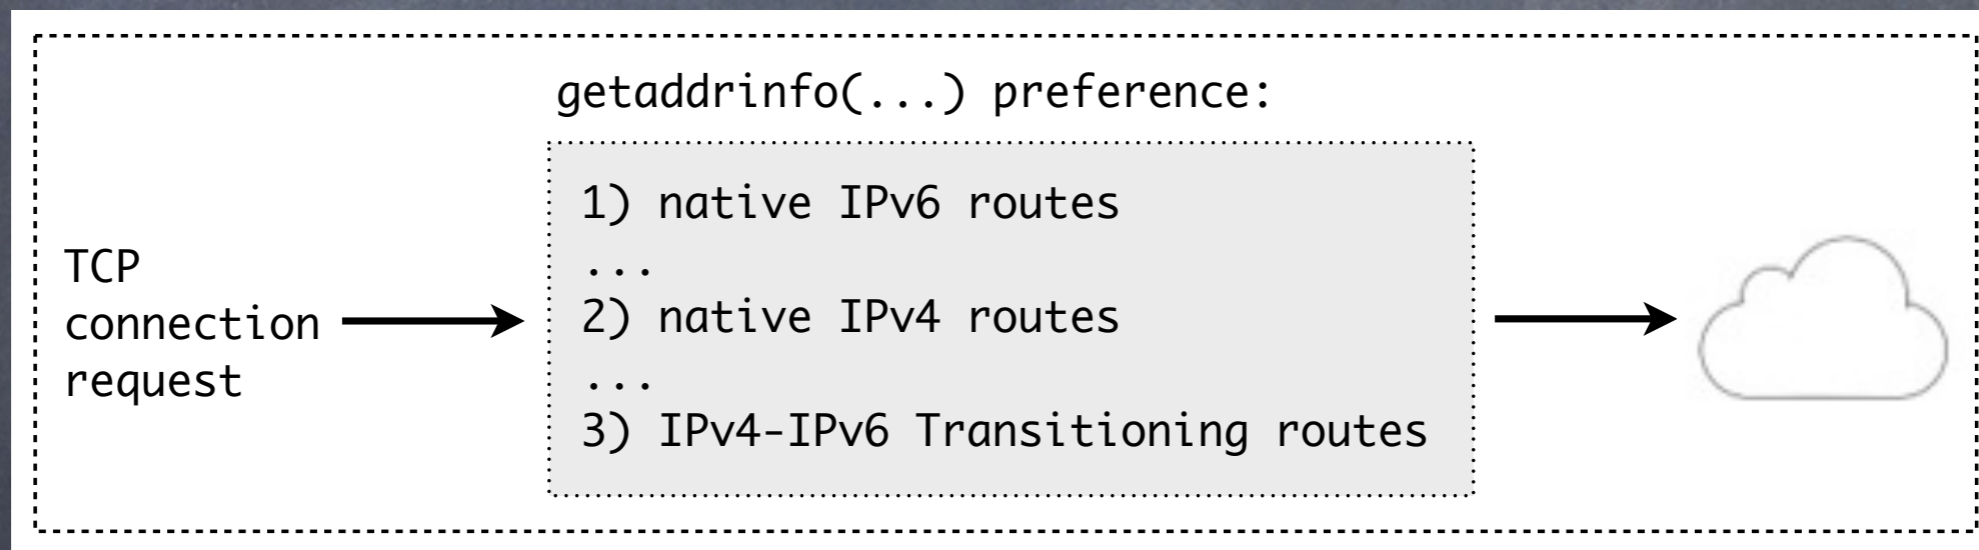 getaddrinfo(...) preference:
TCP
connection
request
1) native IPv6 routes
...
2) native IPv4 routes
...
3) IPv4-IPv6 Transitioning routes